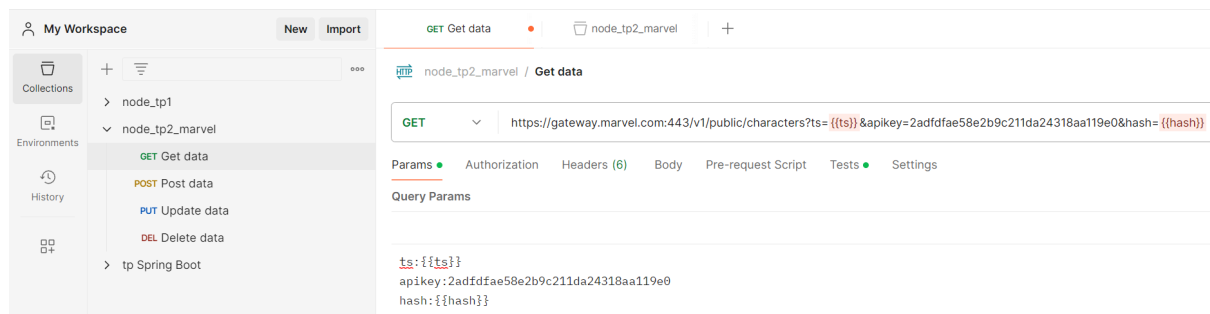 My Workspace
New
Import
Collections
Environments
History
node_tp1
node_tp2_marvel
GET Get data
POST Post data
PUT Update data
DEL Delete data
tp Spring Boot
GET Get data
node_tp2_marvel
HTTP node_tp2_marvel / Get data
GET https://gateway.marvel.com:443/v1/public/characters?ts={{ts}}&apikey=2adfdfae58e2b9c211da24318aa119e0&hash={{hash}}
Params Authorization Headers (6) Body Pre-request Script Tests Settings
Query Params
ts:{{ts}}
apikey:2adfdfae58e2b9c211da24318aa119e0
hash:{{hash}}